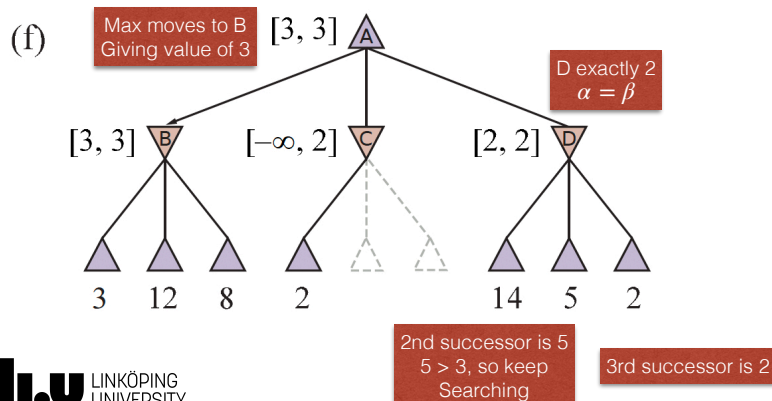 (f)
Max moves to B
Giving value of 3
[3, 3]
A
D exactly 2
α = β
[3, 3]
B
[−∞, 2]
C
[2, 2]
D
3 12 8 2 14 5 2
2nd successor is 5
5 > 3, so keep
Searching
3rd successor is 2
LINKÖPING
UNIVERSITY